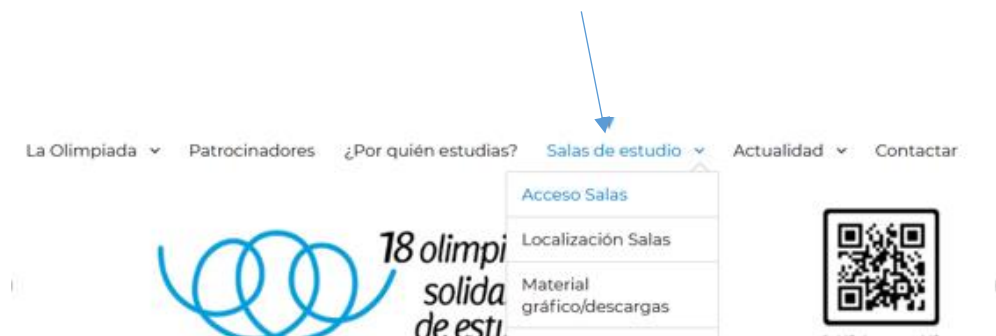 La Olimpiada Patrocinadores ¿Por quién estudias? Salas de estudio Actualidad Contactar
Acceso Salas
Localización Salas
Material
gráfico/descargas
18 olimpi
solida
de estu